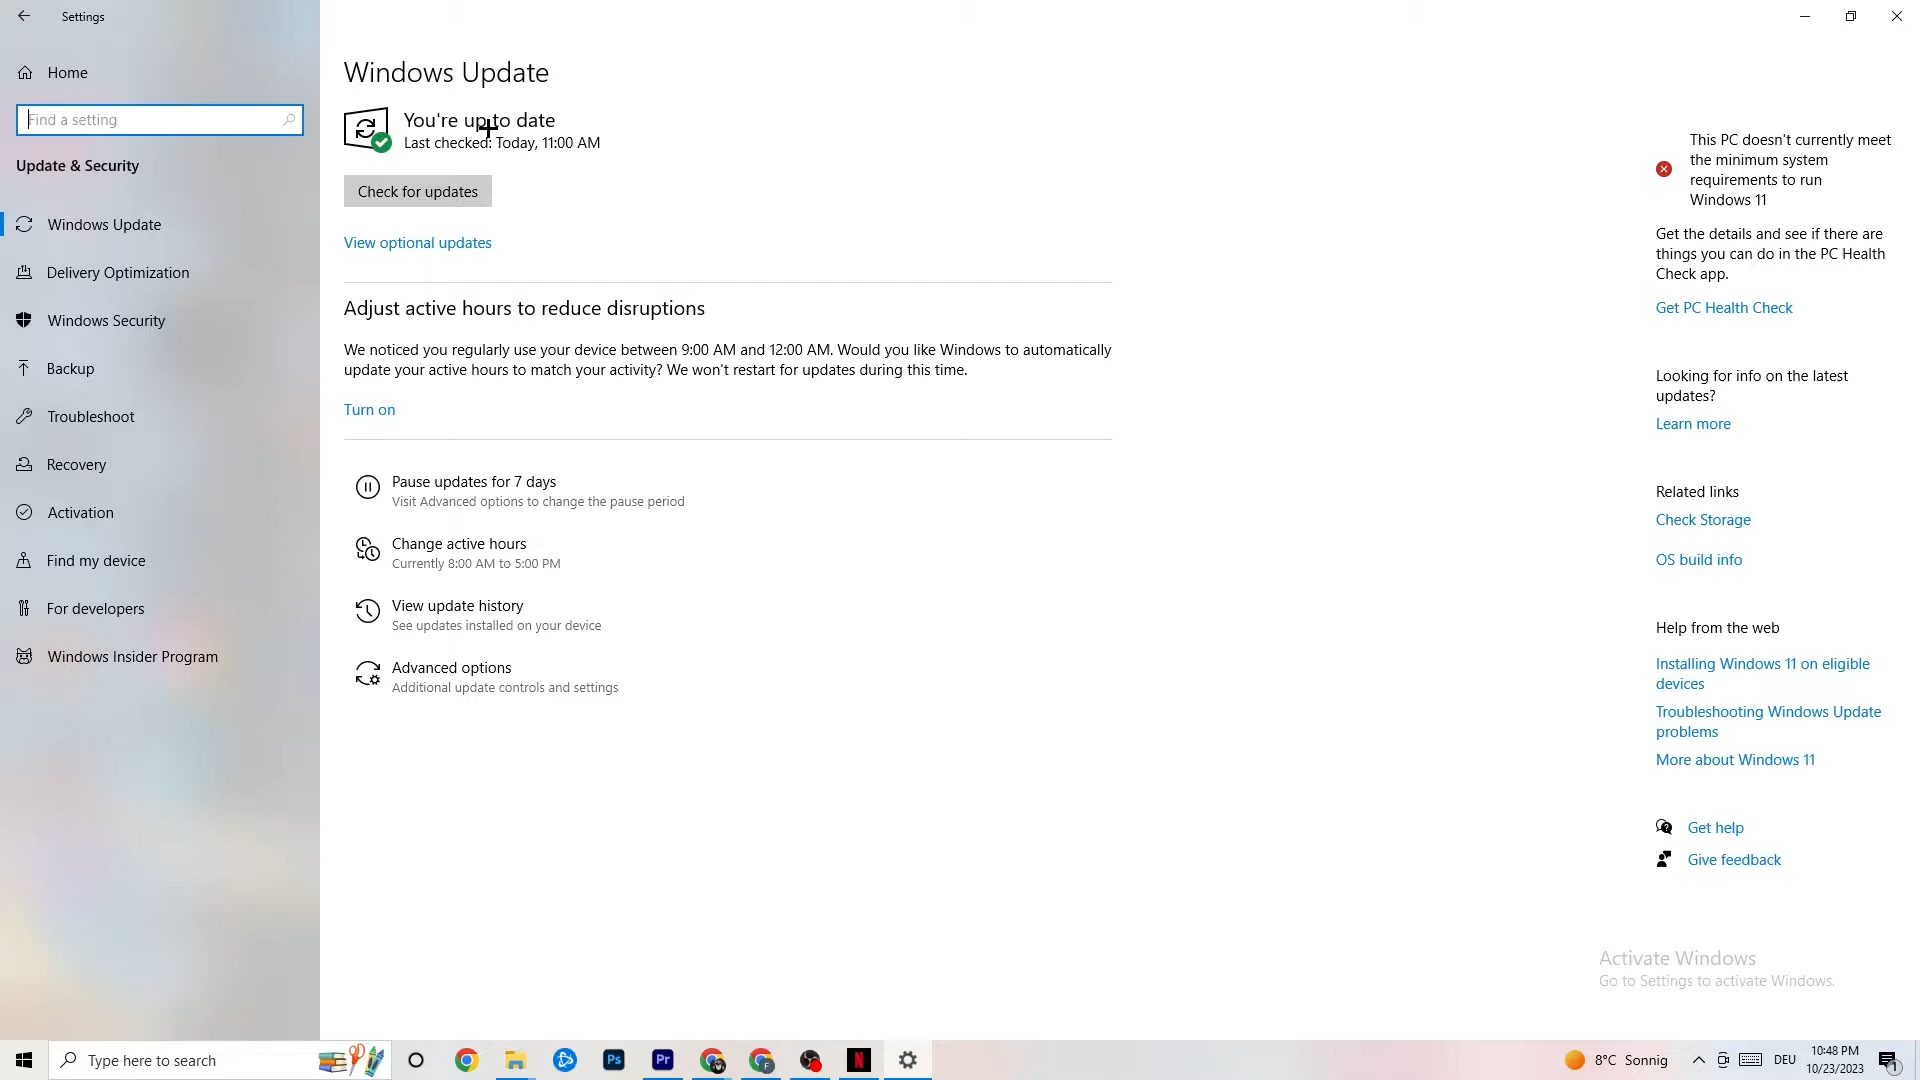 Settings
Home
Find a setting
Update & Security
Windows Update
Delivery Optimization
Windows Security
Backup
Troubleshoot
Recovery
Activation
Find my device
For developers
Windows Insider Program
Windows Update
You're up to date
Last checked: Today, 11:00 AM
Check for updates
View optional updates
Adjust active hours to reduce disruptions
We noticed you regularly use your device between 9:00 AM and 12:00 AM. Would you like Windows to automatically
update your active hours to match your activity? We won't restart for updates during this time.
Turn on
Pause updates for 7 days
Visit Advanced options to change the pause period
Change active hours
Currently 8:00 AM to 5:00 PM
View update history
See updates installed on your device
Advanced options
Additional update controls and settings
This PC doesn't currently meet
the minimum system
requirements to run
Windows 11
Get the details and see if there are
things you can do in the PC Health
Check app.
Get PC Health Check
Looking for info on the latest
updates?
Learn more
Related links
Check Storage
OS build info
Help from the web
Installing Windows 11 on eligible
devices
Troubleshooting Windows Update
problems
More about Windows 11
Get help
Give feedback
Activate Windows
Go to Settings to activate Windows.
Type here to search
Ps
Pr
F
N
8°C Sonnig
DEU
10:48 PM
10/23/2023
1